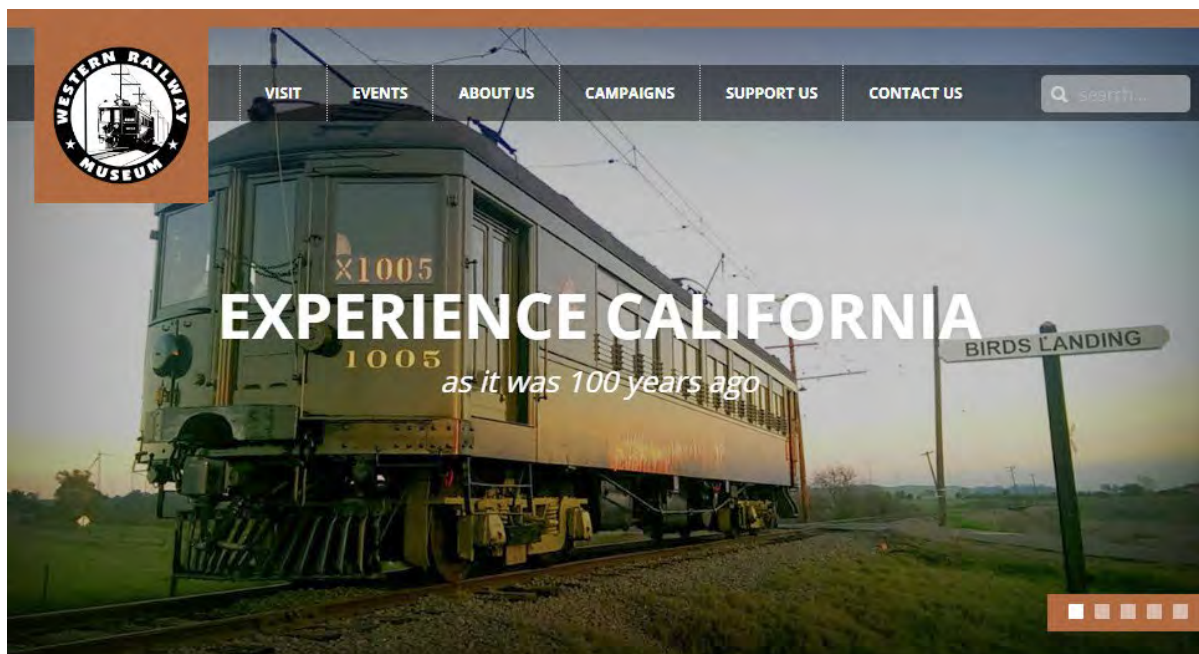 WESTERN RAILWAY
MUSEUM
VISIT
EVENTS
ABOUT US
CAMPAIGNS
SUPPORT US
CONTACT US
search...
X1005
EXPERIENCE CALIFORNIA
1005
BIRDS LANDING
as it was 100 years ago